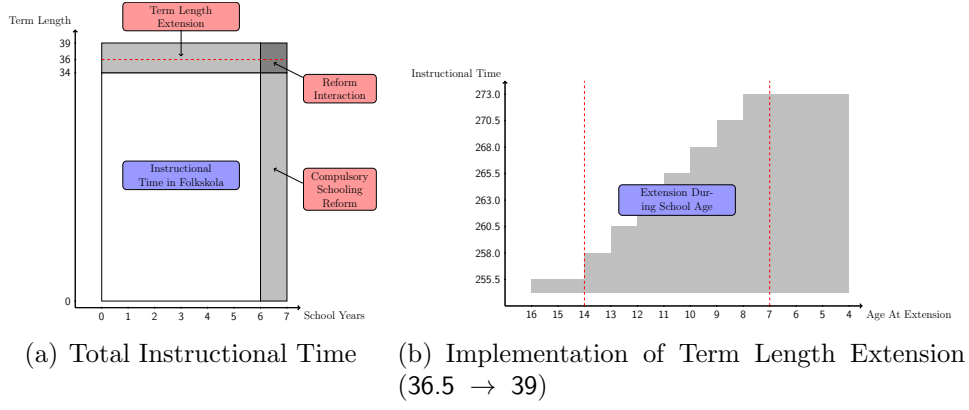 Term Length
Term Length
Extension
39
36
34
Reform
Interaction
Instructional
Time in Folkskola
Compulsory
Schooling
Reform
0
0 1 2 3 4 5 6 7 School Years
(a) Total Instructional Time
Instructional Time
273.0
270.5
268.0
265.5
263.0
260.5
258.0
255.5
Extension Dur-
ing School Age
16 15 14 13 12 11 10 9 8 7 6 5 4 Age At Extension
(b) Implementation of Term Length Extension
(36.5 → 39)